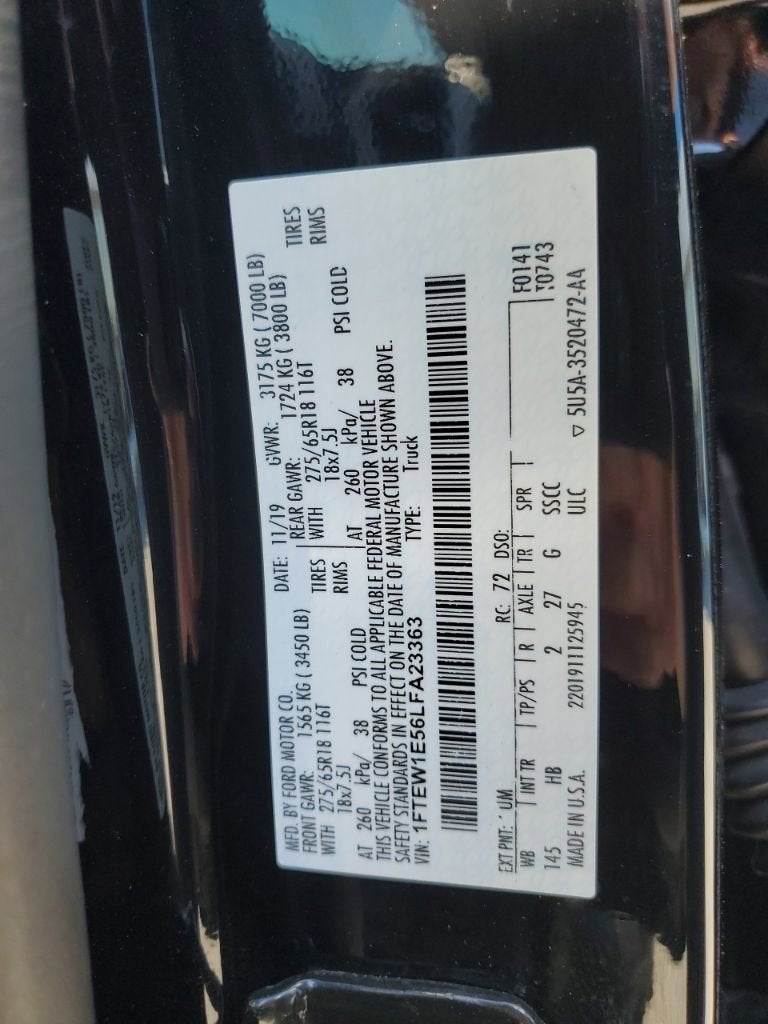 MFD. BY FORD MOTOR CO. DATE: 11/19 GVWR: 3175 KG ( 7000 LB)
FRONT GAWR: 1565 KG ( 3450 LB) REAR GAWR: 1724 KG ( 3800 LB)
WITH 275/65R18 116T TIRES WITH 275/65R18 116T TIRES
18x7.5J RIMS 18x7.5J RIMS
AT 260 kPa/ 38 PSI COLD AT 260 kPa/ 38 PSI COLD
THIS VEHICLE CONFORMS TO ALL APPLICABLE FEDERAL MOTOR VEHICLE
SAFETY STANDARDS IN EFFECT ON THE DATE OF MANUFACTURE SHOWN ABOVE.
VIN: 1FTEW1E56LFA23363 TYPE: Truck
EXT PNT: UM RC: 72 DSO: F0141
WB INT TR TP/PS R AXLE TR SPR 0743
145 HB 2 27 G SSCC
MADE IN U.S.A. 2201911125945 ULC ▽ 5U5A-3520472-AA